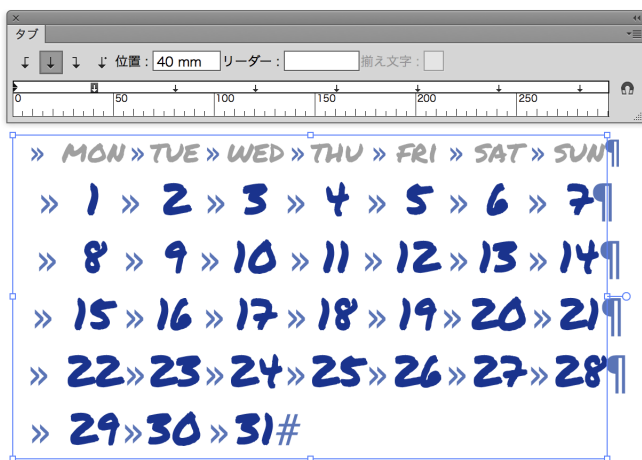 タブ
位置 : 40 mm リーダー : 揃え文字 :
0 50 100 150 200 250
» MON » TUE » WED » THU » FRI » SAT » SUN¶
» 1 » 2 » 3 » 4 » 5 » 6 » 7¶
» 8 » 9 » 10 » 11 » 12 » 13 » 14¶
» 15 » 16 » 17 » 18 » 19 » 20 » 21¶
» 22 » 23 » 24 » 25 » 26 » 27 » 28¶
» 29 » 30 » 31#